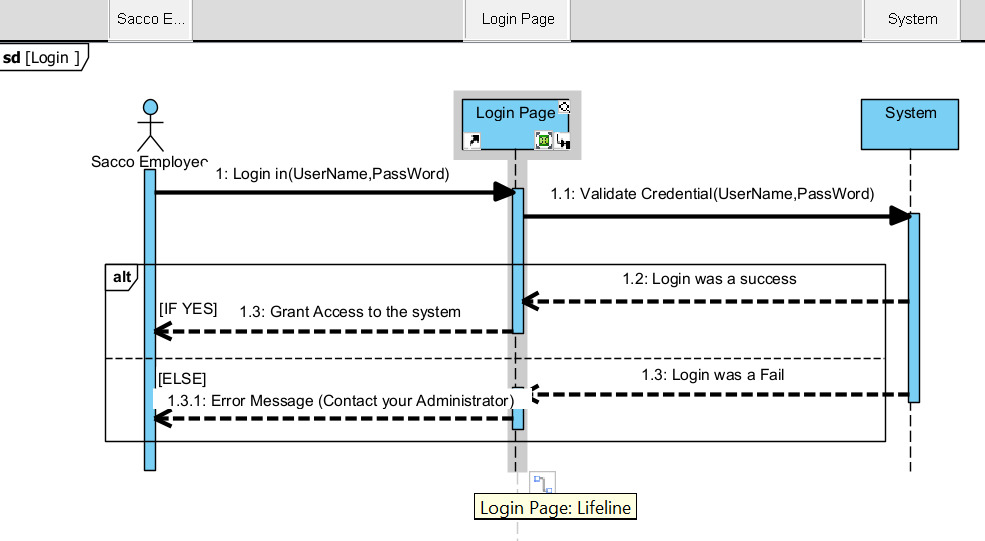 Sacco E...
Login Page
System
sd [Login ]
Login Page
System
Sacco Employee
1: Login in(UserName,PassWord)
1.1: Validate Credential(UserName,PassWord)
alt
1.2: Login was a success
[IF YES]
1.3: Grant Access to the system
1.3: Login was a Fail
[ELSE]
1.3.1: Error Message (Contact your Administrator)
Login Page: Lifeline